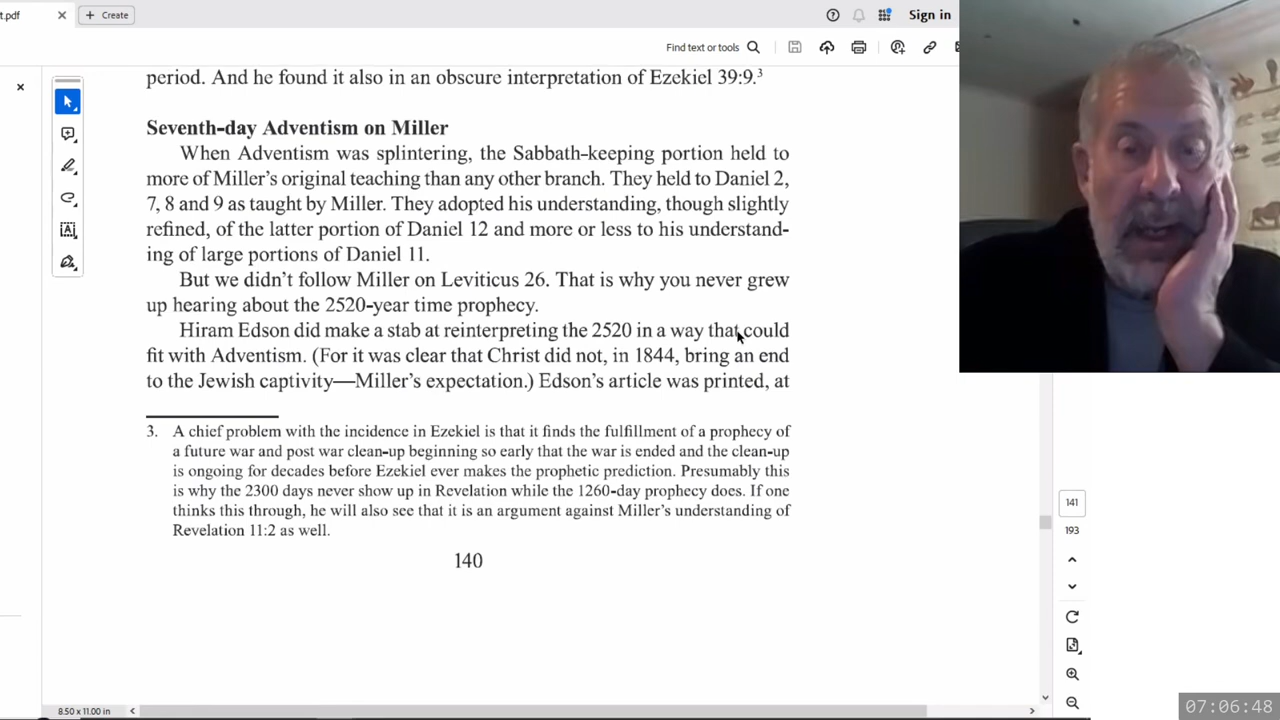 t.pdf
Create
Sign in
Find text or tools
period. And he found it also in an obscure interpretation of Ezekiel 39:9.3
Seventh-day Adventism on Miller
When Adventism was splintering, the Sabbath-keeping portion held to
more of Miller’s original teaching than any other branch. They held to Daniel 2,
7, 8 and 9 as taught by Miller. They adopted his understanding, though slightly
refined, of the latter portion of Daniel 12 and more or less to his understand-
ing of large portions of Daniel 11.
But we didn’t follow Miller on Leviticus 26. That is why you never grew
up hearing about the 2520-year time prophecy.
Hiram Edson did make a stab at reinterpreting the 2520 in a way that could
fit with Adventism. (For it was clear that Christ did not, in 1844, bring an end
to the Jewish captivity—Miller’s expectation.) Edson’s article was printed, at
3. A chief problem with the incidence in Ezekiel is that it finds the fulfillment of a prophecy of
a future war and post war clean-up beginning so early that the war is ended and the clean-up
is ongoing for decades before Ezekiel ever makes the prophetic prediction. Presumably this
is why the 2300 days never show up in Revelation while the 1260-day prophecy does. If one
thinks this through, he will also see that it is an argument against Miller’s understanding of
Revelation 11:2 as well.
140
141
193
8.50 x 11.00 in
07:06:48